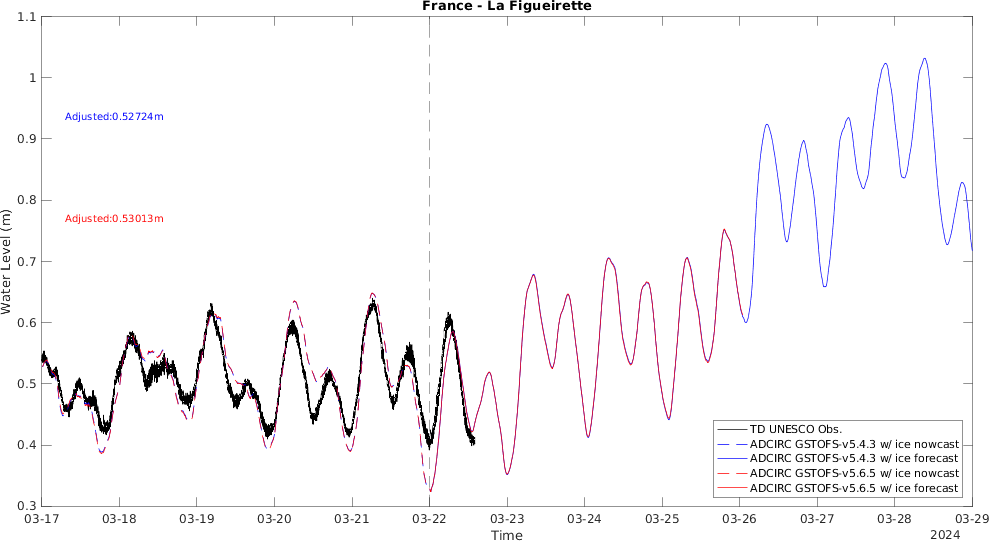 France - La Figueirette
1.1
1
0.9
0.8
0.7
0.6
0.5
0.4
0.3
Water Level (m)
Adjusted:0.52724m
Adjusted:0.53013m
TD UNESCO Obs.
ADCIRC GSTOFS-v5.4.3 w/ ice nowcast
ADCIRC GSTOFS-v5.4.3 w/ ice forecast
ADCIRC GSTOFS-v5.6.5 w/ ice nowcast
ADCIRC GSTOFS-v5.6.5 w/ ice forecast
03-17 03-18 03-19 03-20 03-21 03-22 03-23 03-24 03-25 03-26 03-27 03-28 03-29
Time
2024